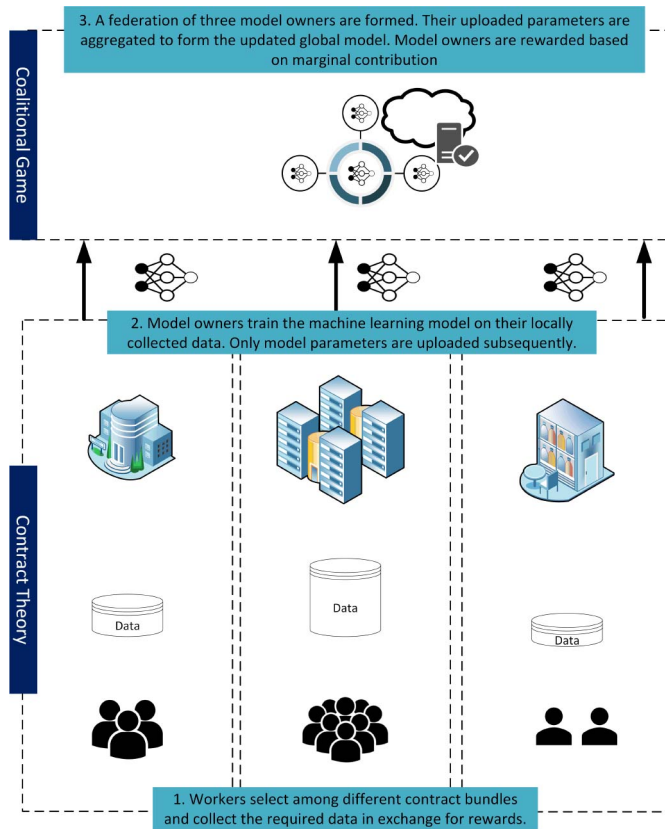 3. A federation of three model owners are formed. Their uploaded parameters are
aggregated to form the updated global model. Model owners are rewarded based
on marginal contribution
Coalitional Game
2. Model owners train the machine learning model on their locally
collected data. Only model parameters are uploaded subsequently.
Contract Theory
Data
Data
Data
1. Workers select among different contract bundles
and collect the required data in exchange for rewards.